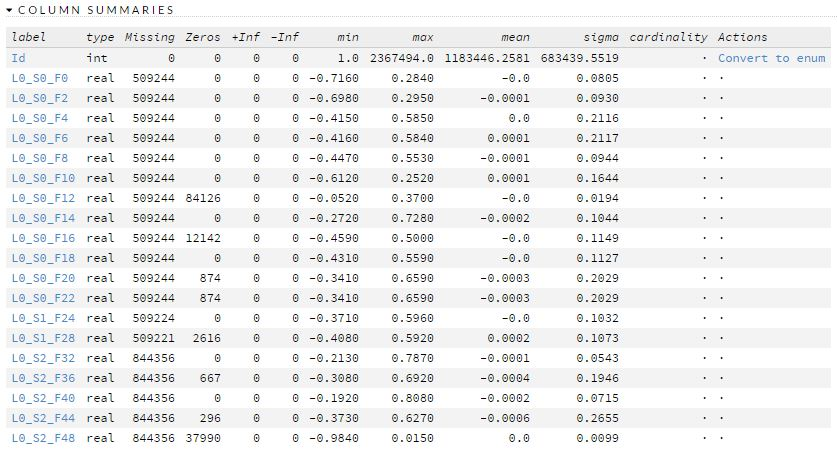 COLUMN SUMMARIES
label type Missing Zeros +Inf -Inf min max mean sigma cardinality Actions
Id int 0 0 0 0 1.0 2367494.0 1183446.2581 683439.5519 · Convert to enum
L0_S0_F0 real 509244 0 0 0 -0.7160 0.2840 -0.0 0.0805 · ·
L0_S0_F2 real 509244 0 0 0 -0.6980 0.2950 -0.0001 0.0930 · ·
L0_S0_F4 real 509244 0 0 0 -0.4150 0.5850 0.0 0.2116 · ·
L0_S0_F6 real 509244 0 0 0 -0.4160 0.5840 0.0001 0.2117 · ·
L0_S0_F8 real 509244 0 0 0 -0.4470 0.5530 -0.0001 0.0944 · ·
L0_S0_F10 real 509244 0 0 0 -0.6120 0.2520 0.0001 0.1644 · ·
L0_S0_F12 real 509244 84126 0 0 -0.0520 0.3700 -0.0 0.0194 · ·
L0_S0_F14 real 509244 0 0 0 -0.2720 0.7280 -0.0002 0.1044 · ·
L0_S0_F16 real 509244 12142 0 0 -0.4590 0.5000 -0.0 0.1149 · ·
L0_S0_F18 real 509244 0 0 0 -0.4310 0.5590 -0.0 0.1127 · ·
L0_S0_F20 real 509244 874 0 0 -0.3410 0.6590 -0.0003 0.2029 · ·
L0_S0_F22 real 509244 874 0 0 -0.3410 0.6590 -0.0003 0.2029 · ·
L0_S1_F24 real 509224 0 0 0 -0.3710 0.5960 -0.0 0.1032 · ·
L0_S1_F28 real 509221 2616 0 0 -0.4080 0.5920 0.0002 0.1073 · ·
L0_S2_F32 real 844356 0 0 0 -0.2130 0.7870 -0.0001 0.0543 · ·
L0_S2_F36 real 844356 667 0 0 -0.3080 0.6920 -0.0004 0.1946 · ·
L0_S2_F40 real 844356 0 0 0 -0.1920 0.8080 -0.0002 0.0715 · ·
L0_S2_F44 real 844356 296 0 0 -0.3730 0.6270 -0.0006 0.2655 · ·
L0_S2_F48 real 844356 37990 0 0 -0.9840 0.0150 0.0 0.0099 · ·